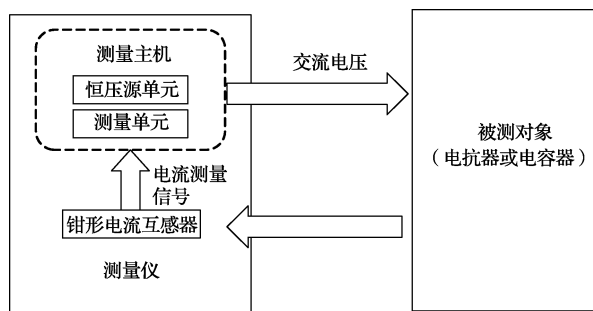 测量主机
恒压源单元
测量单元
电流测量
信号
钳形电流互感器
测量仪
交流电压
被测对象
（电抗器或电容器）